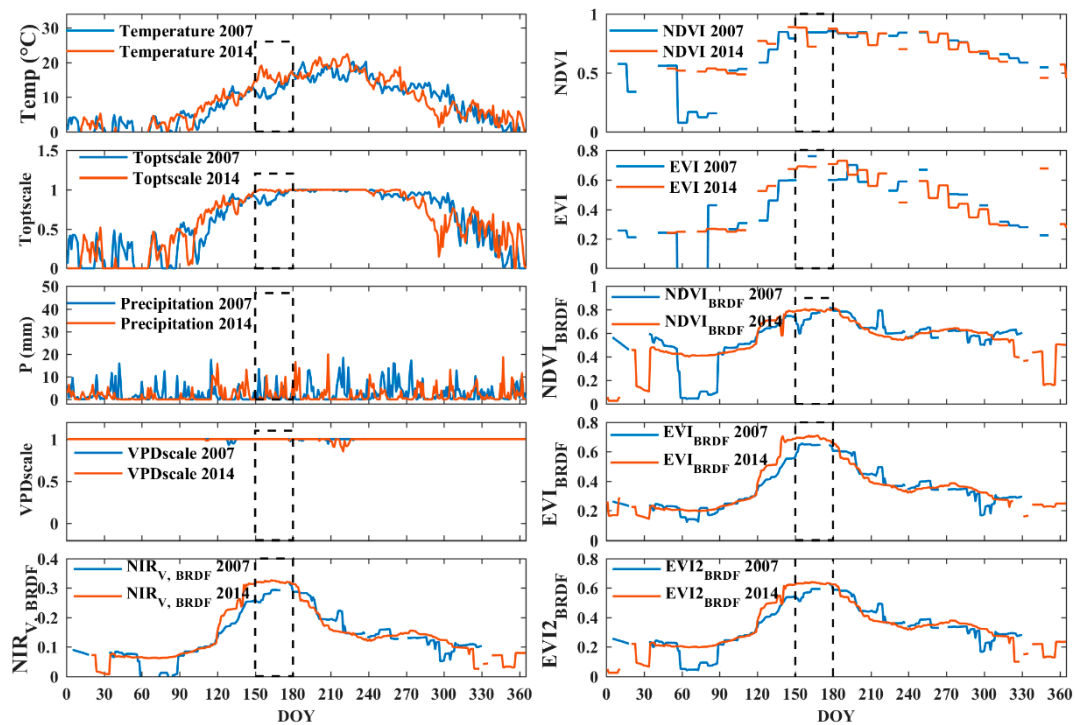 Temp (°C)
30
20
10
0
Temperature 2007
Temperature 2014
Toptscale
1.5
1
0.5
0
Toptscale 2007
Toptscale 2014
P (mm)
50
40
30
20
10
0
Precipitation 2007
Precipitation 2014
VPDscale
1
0.5
0
VPDscale 2007
VPDscale 2014
NIR_V, BRDF
0.4
0.3
0.2
0.1
0
NIR_V, BRDF 2007
NIR_V, BRDF 2014
0 30 60 90 120 150 180 210 240 270 300 330 360
DOY
NDVI
1
0.5
0
NDVI 2007
NDVI 2014
EVI
0.8
0.6
0.4
0.2
0
EVI 2007
EVI 2014
NDVI_BRDF
1
0.8
0.6
0.4
0.2
0
NDVI_BRDF 2007
NDVI_BRDF 2014
EVI_BRDF
0.8
0.6
0.4
0.2
0
EVI_BRDF 2007
EVI_BRDF 2014
EVI2_BRDF
0.8
0.6
0.4
0.2
0
EVI2_BRDF 2007
EVI2_BRDF 2014
0 30 60 90 120 150 180 210 240 270 300 330 360
DOY